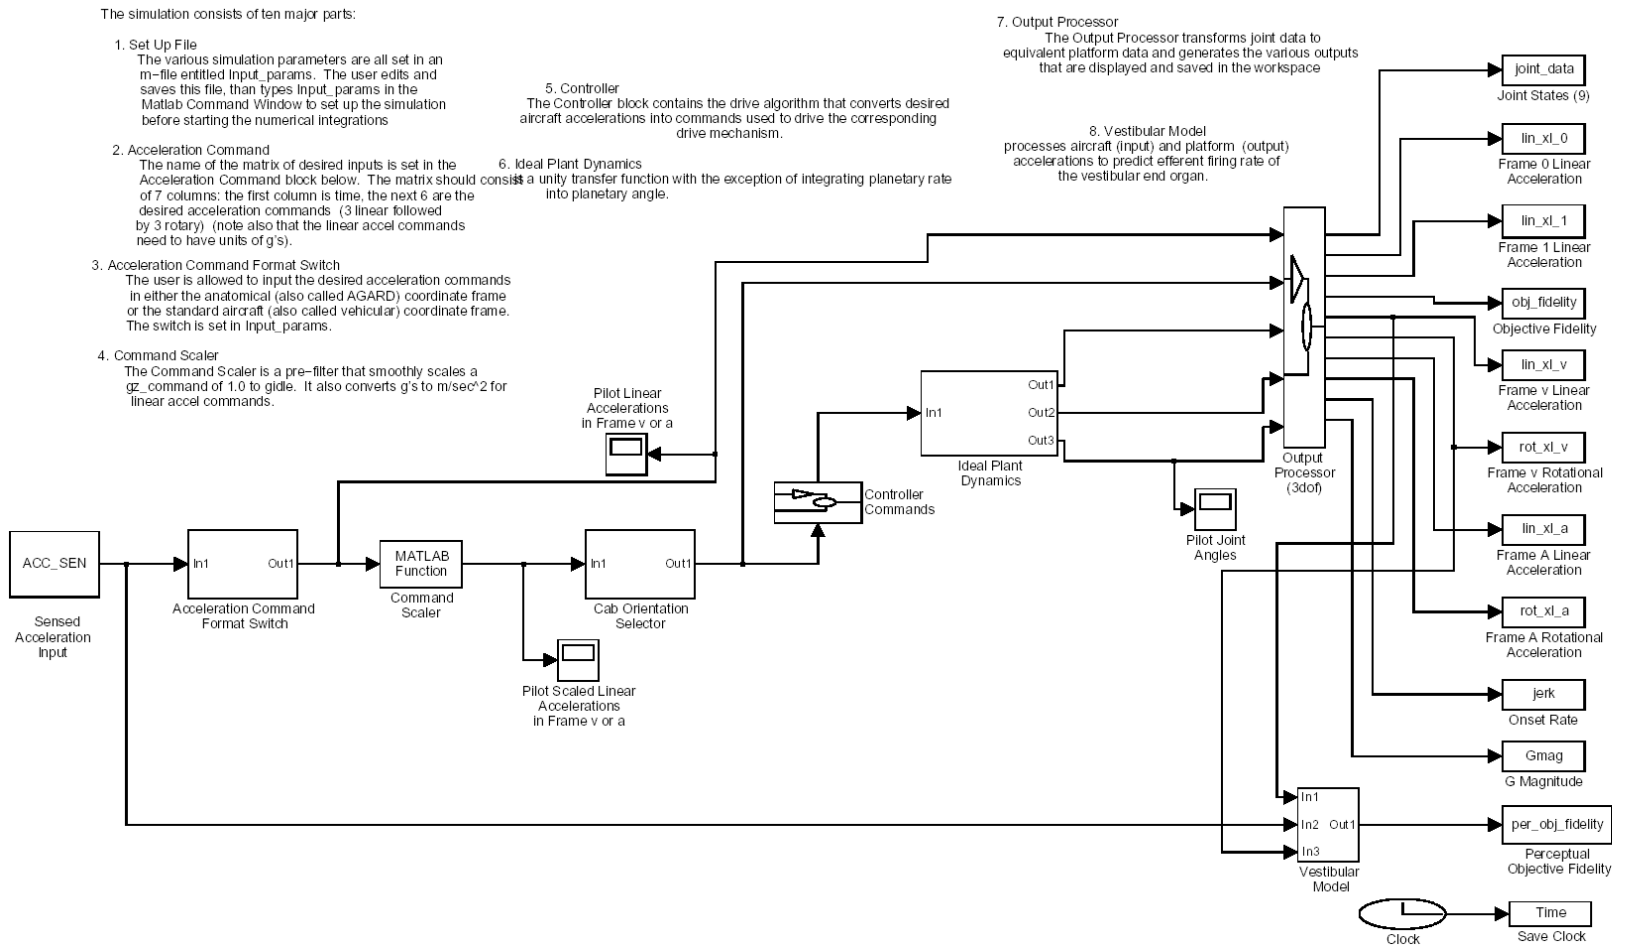 The simulation consists of ten major parts:
1. Set Up File
The various simulation parameters are all set in an
m-file entitled Input_params.  The user edits and
saves this file, than types Input_params in the
Matlab Command Window to set up the simulation
before starting the numerical integrations
2. Acceleration Command
The name of the matrix of desired inputs is set in the
Acceleration Command block below.  The matrix should consist
of 7 columns: the first column is time, the next 6 are the
desired acceleration commands  (3 linear followed
by 3 rotary)  (note also that the linear accel commands
need to have units of g's).
3. Acceleration Command Format Switch
The user is allowed to input the desired acceleration commands
in either the anatomical (also called AGARD) coordinate frame
or the standard aircraft (also called vehicular) coordinate frame.
The switch is set in Input_params.
4. Command Scaler
The Command Scaler is a pre-filter that smoothly scales a
gz_command of 1.0 to gidle.  It also converts g's to m/sec^2 for
linear accel commands.
5. Controller
The Controller block contains the drive algorithm that converts desired
aircraft accelerations into commands used to drive the corresponding
drive mechanism.
6. Ideal Plant Dynamics
is a unity transfer function with the exception of integrating planetary rate
into planetary angle.
7. Output Processor
The Output Processor transforms joint data to
equivalent platform data and generates the various outputs
that are displayed and saved in the workspace
8. Vestibular Model
processes aircraft (input) and platform  (output)
accelerations to predict efferent firing rate of
the vestibular end organ.
ACC_SEN
Sensed
Acceleration
Input
In1
Out1
Acceleration Command
Format Switch
MATLAB
Function
Command
Scaler
Pilot Linear
Accelerations
in Frame v or a
Pilot Scaled Linear
Accelerations
in Frame v or a
In1
Out1
Cab Orientation
Selector
Controller
Commands
In1
Out1
Out2
Out3
Ideal Plant
Dynamics
Pilot Joint
Angles
Output
Processor
(3dof)
joint_data
Joint States (9)
lin_xl_0
Frame 0 Linear
Acceleration
lin_xl_1
Frame 1 Linear
Acceleration
obj_fidelity
Objective Fidelity
lin_xl_v
Frame v Linear
Acceleration
rot_xl_v
Frame v Rotational
Acceleration
lin_xl_a
Frame A Linear
Acceleration
rot_xl_a
Frame A Rotational
Acceleration
jerk
Onset Rate
Gmag
G Magnitude
In1
In2
In3
Out1
Vestibular
Model
per_obj_fidelity
Perceptual
Objective Fidelity
Clock
Time
Save Clock